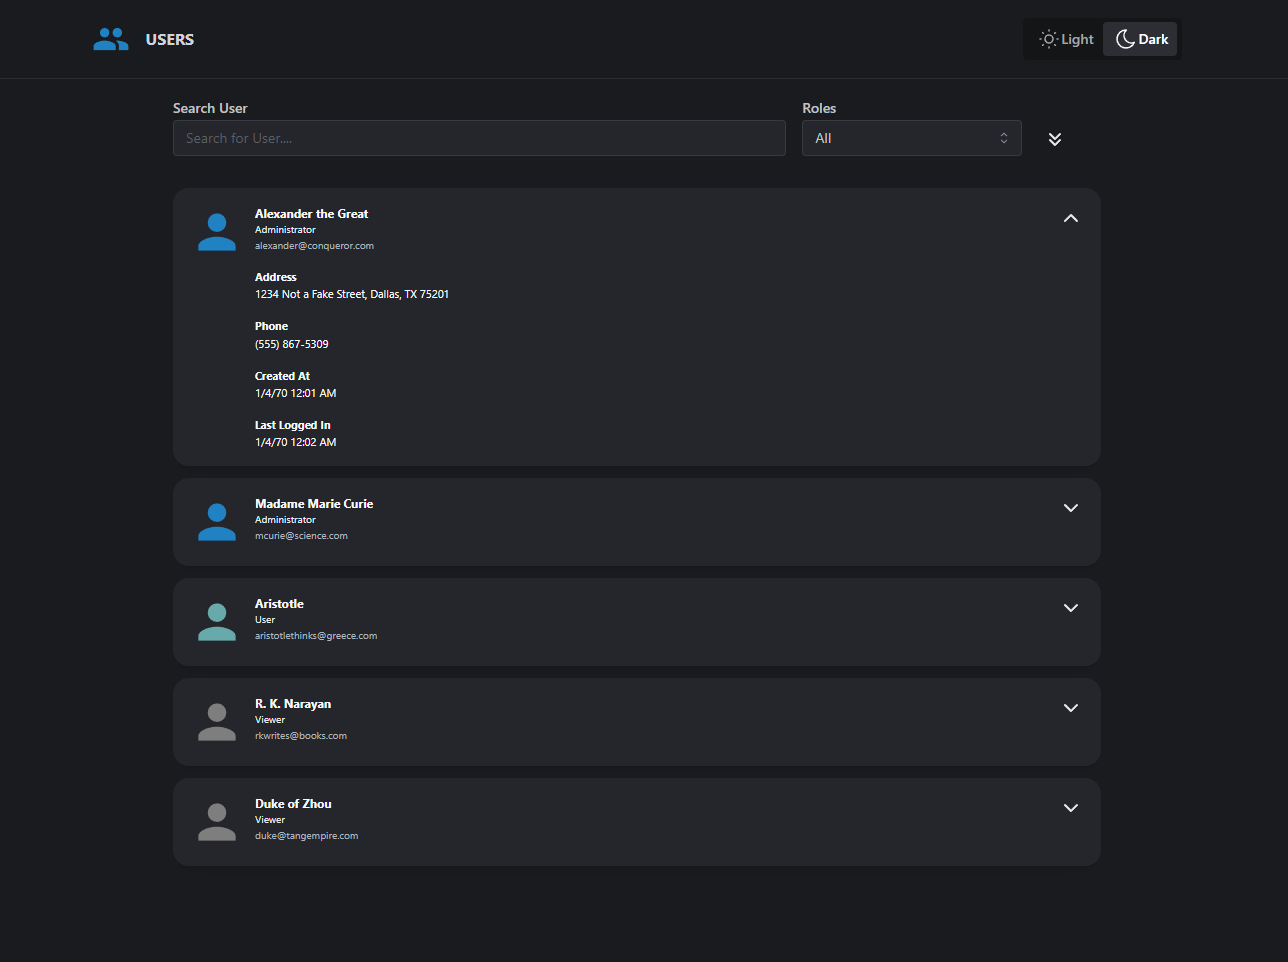 USERS
Light
Dark
Search User
Roles
Search for User....
All
Alexander the Great
Administrator
alexander@conqueror.com
Address
1234 Not a Fake Street, Dallas, TX 75201
Phone
(555) 867-5309
Created At
1/4/70 12:01 AM
Last Logged In
1/4/70 12:02 AM
Madame Marie Curie
Administrator
mcurie@science.com
Aristotle
User
aristotlethinks@greece.com
R. K. Narayan
Viewer
rkwrites@books.com
Duke of Zhou
Viewer
duke@tangempire.com